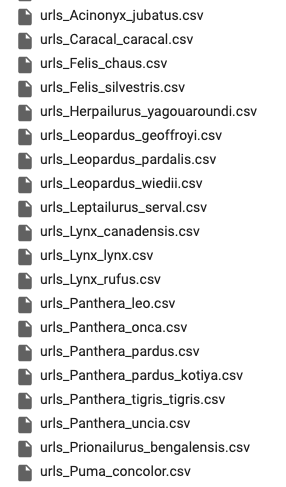 urls_Acinonyx_jubatus.csv
urls_Caracal_caracal.csv
urls_Felis_chaus.csv
urls_Felis_silvestris.csv
urls_Herpailurus_yagouaroundi.csv
urls_Leopardus_geoffroyi.csv
urls_Leopardus_pardalis.csv
urls_Leopardus_wiedii.csv
urls_Leptailurus_serval.csv
urls_Lynx_canadensis.csv
urls_Lynx_lynx.csv
urls_Lynx_rufus.csv
urls_Panthera_leo.csv
urls_Panthera_onca.csv
urls_Panthera_pardus.csv
urls_Panthera_pardus_kotiya.csv
urls_Panthera_tigris_tigris.csv
urls_Panthera_uncia.csv
urls_Prionailurus_bengalensis.csv
urls_Puma_concolor.csv